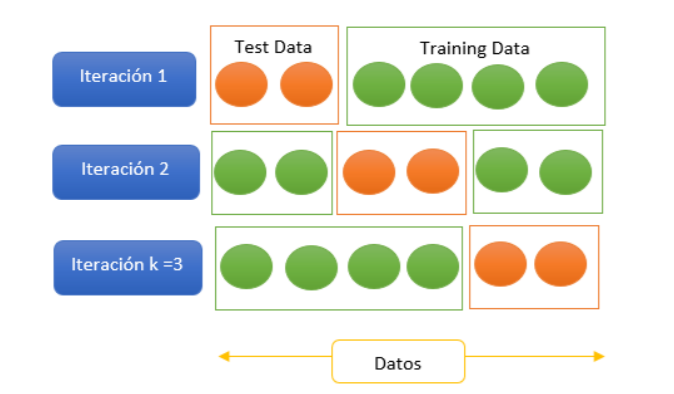 Test Data
Training Data
Iteración 1
Iteración 2
Iteración k =3
Datos